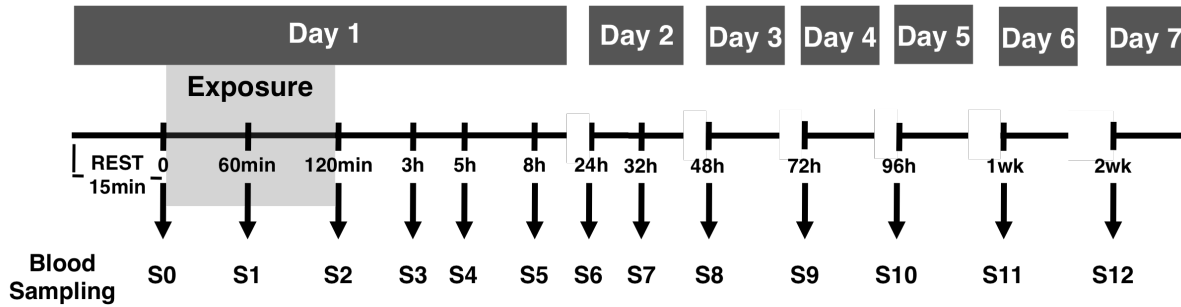 Day 1 Day 2 Day 3 Day 4 Day 5 Day 6 Day 7
Exposure
REST 0 60min 120min 3h 5h 8h 24h 32h 48h 72h 96h 1wk 2wk
15min
Blood
Sampling
S0 S1 S2 S3 S4 S5 S6 S7 S8 S9 S10 S11 S12